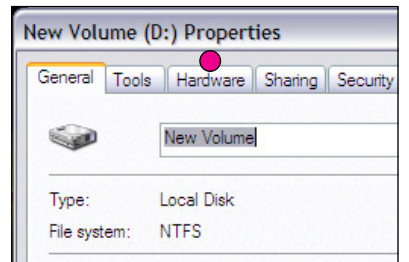 New Volume (D:) Properties
General Tools Hardware Sharing Security
New Volume
Type: Local Disk
File system: NTFS